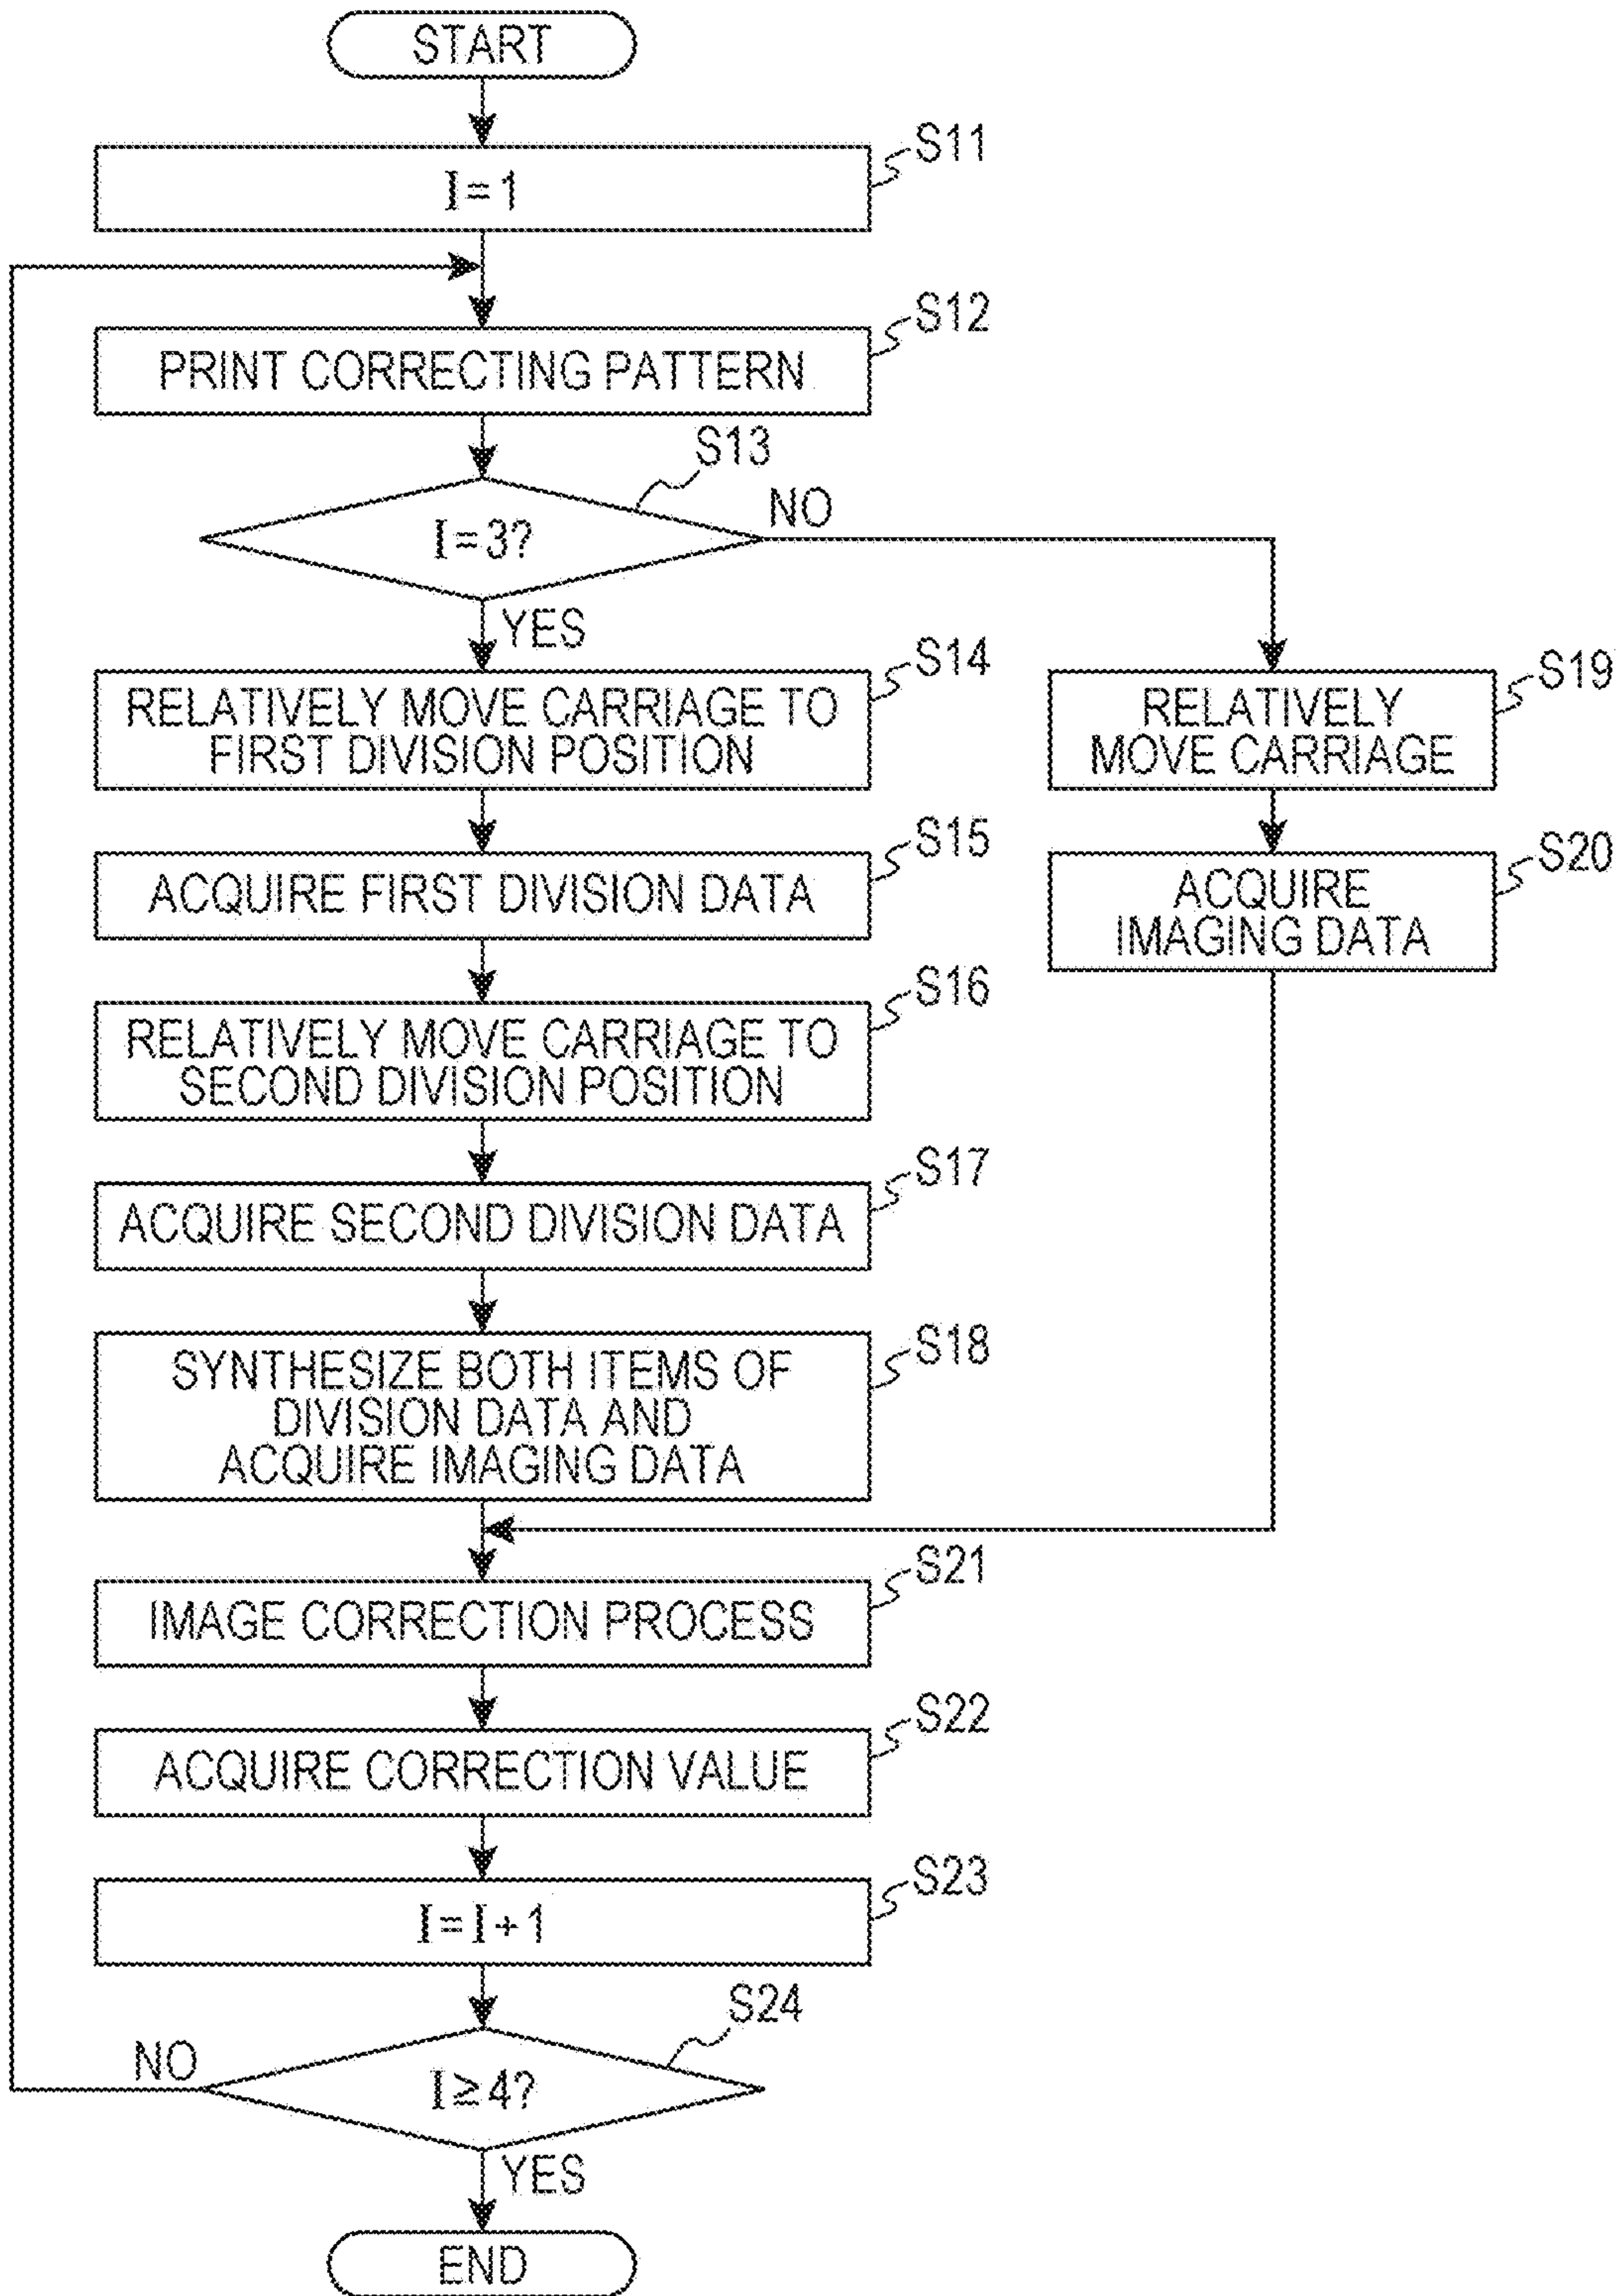 START
S11
I=1
S12
PRINT CORRECTING PATTERN
S13
I=3?
NO
YES
S14
RELATIVELY MOVE CARRIAGE TO
FIRST DIVISION POSITION
S19
RELATIVELY
MOVE CARRIAGE
S15
ACQUIRE FIRST DIVISION DATA
S20
ACQUIRE
IMAGING DATA
S16
RELATIVELY MOVE CARRIAGE TO
SECOND DIVISION POSITION
S17
ACQUIRE SECOND DIVISION DATA
S18
SYNTHESIZE BOTH ITEMS OF
DIVISION DATA AND
ACQUIRE IMAGING DATA
S21
IMAGE CORRECTION PROCESS
S22
ACQUIRE CORRECTION VALUE
S23
I=I+1
S24
NO
I≧4?
YES
END